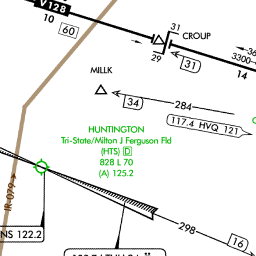 V128
10
60
31
CROUP
29
31
36
3300
14
MILLK
34
284
117.4 HVQ 121
HUNTINGTON
Tri-State/Milton J Ferguson Fld
(HTS) D
828 L 70
(A) 125.2
IR-079
NS 122.2
298
16